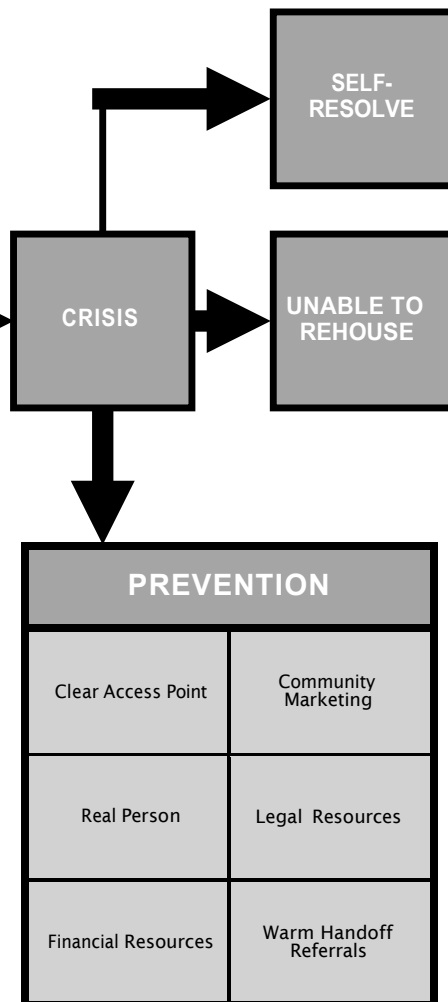 SELF-
RESOLVE
CRISIS
UNABLE TO
REHOUSE
PREVENTION
Clear Access Point
Community
Marketing
Real Person
Legal Resources
Financial Resources
Warm Handoff
Referrals